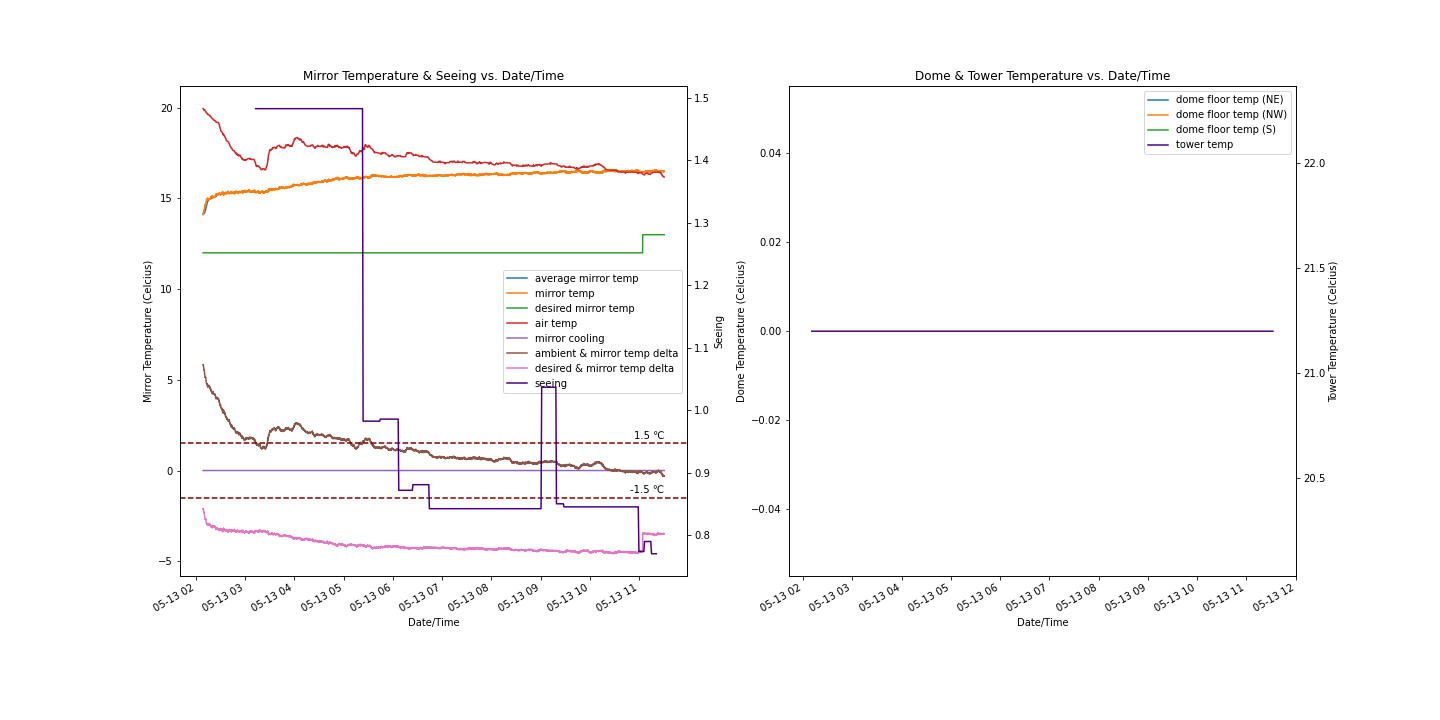 Mirror Temperature & Seeing vs. Date/Time
Mirror Temperature (Celcius)
20
15
10
5
0
−5
1.5
1.4
1.3
1.2
1.1
1.0
0.9
0.8
Seeing
average mirror temp
mirror temp
desired mirror temp
air temp
mirror cooling
ambient & mirror temp delta
desired & mirror temp delta
seeing
1.5 °C
-1.5 °C
05-13 02
05-13 03
05-13 04
05-13 05
05-13 06
05-13 07
05-13 08
05-13 09
05-13 10
05-13 11
Date/Time
Dome & Tower Temperature vs. Date/Time
Dome Temperature (Celcius)
0.04
0.02
0.00
−0.02
−0.04
22.0
21.5
21.0
20.5
Tower Temperature (Celcius)
dome floor temp (NE)
dome floor temp (NW)
dome floor temp (S)
tower temp
05-13 02
05-13 03
05-13 04
05-13 05
05-13 06
05-13 07
05-13 08
05-13 09
05-13 10
05-13 11
05-13 12
Date/Time